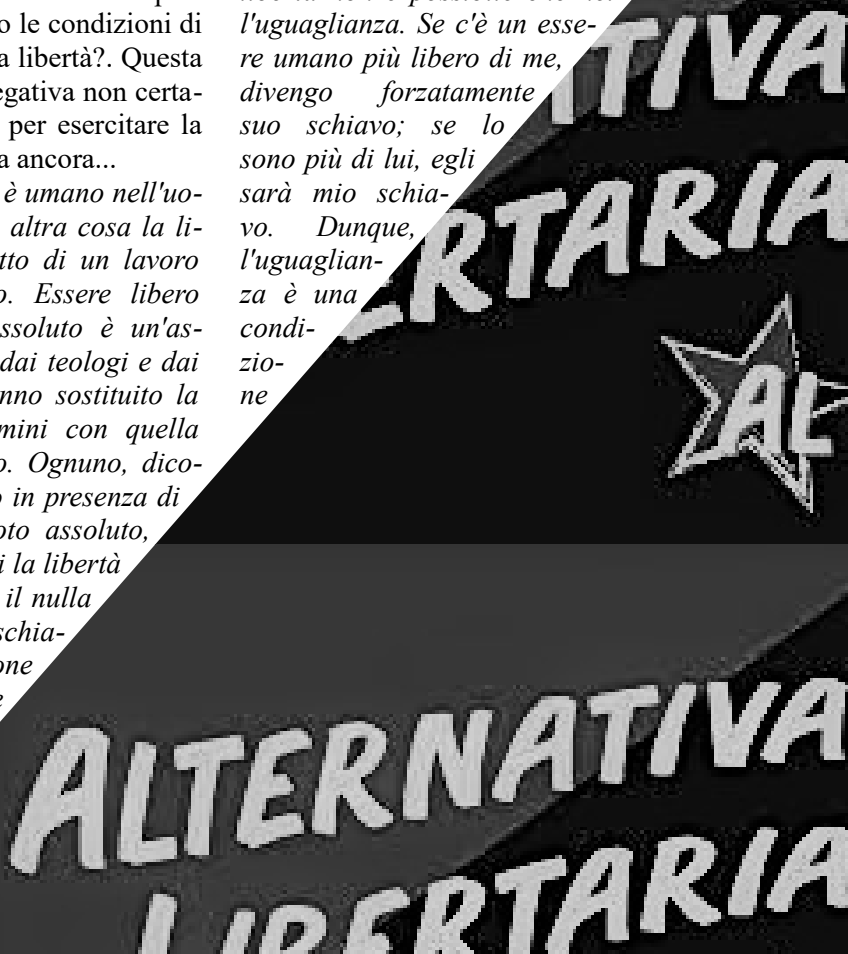 o le condizioni di
a libertà?. Questa
egativa non certa-
per esercitare la
a ancora...
è umano nell'uo-
altra cosa la li-
tto di un lavoro
o. Essere libero
ssoluto è un'as-
dai teologi e dai
nno sostituito la
mini con quella
o. Ognuno, dico-
o in presenza di
oto assoluto,
i la libertà
il nulla
schia-
one
e
l'uguaglianza. Se c'è un esse-
re umano più libero di me,
divengo forzatamente
suo schiavo; se lo
sono più di lui, egli
sarà mio schia-
vo. Dunque,
l'uguaglian-
za è una
condi-
zio-
ne
TIVA
ERTARIA
AL
ALTERNATIVA
LIBERTARIA